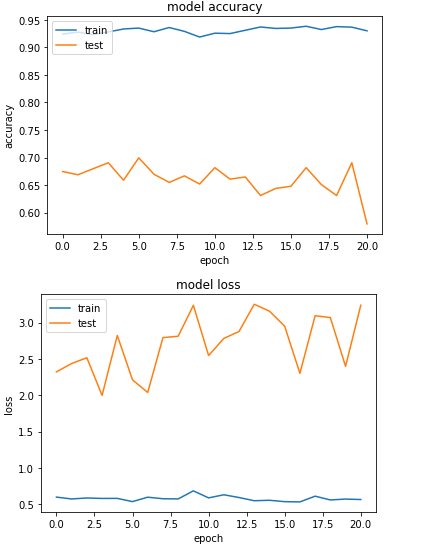 model accuracy
0.95
train
test
0.90
0.85
0.80
accuracy
0.75
0.70
0.65
0.60
0.0 2.5 5.0 7.5 10.0 12.5 15.0 17.5 20.0
epoch
model loss
train
test
3.0
2.5
2.0
loss
1.5
1.0
0.5
0.0 2.5 5.0 7.5 10.0 12.5 15.0 17.5 20.0
epoch